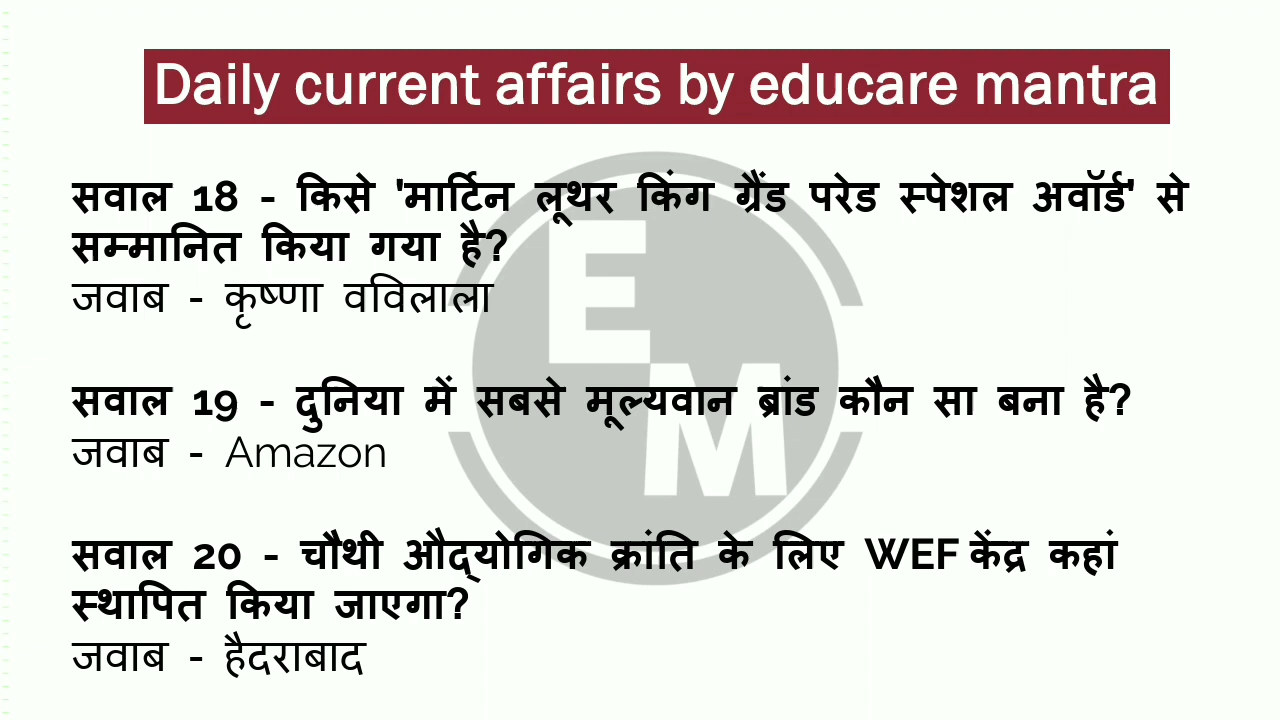 Daily current affairs by educare mantra
सवाल 18 - किसे 'मार्टिन लूथर किंग ग्रैंड परेड स्पेशल अवॉर्ड' से
सम्मानित किया गया है?
जवाब - कृष्णा वविलाला
सवाल 19 - दुनिया में सबसे मूल्यवान ब्रांड कौन सा बना है?
जवाब - Amazon
सवाल 20 - चौथी औद्योगिक क्रांति के लिए WEF केंद्र कहां
स्थापित किया जाएगा?
जवाब - हैदराबाद
EM